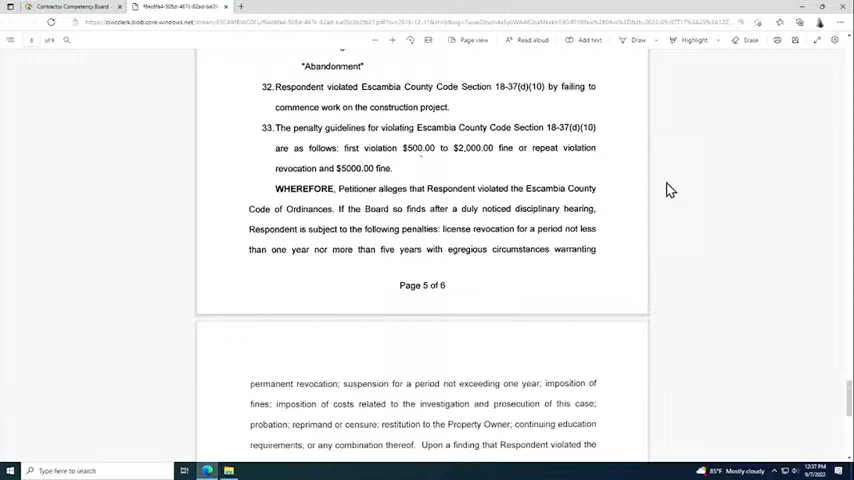 Contractor Competency Board
Page view
Read aloud
Add text
Draw
Highlight
Erase
8 of 9
"Abandonment"
32. Respondent violated Escambia County Code Section 18-37(d)(10) by failing to
commence work on the construction project.
33. The penalty guidelines for violating Escambia County Code Section 18-37(d)(10)
are as follows: first violation $500.00 to $2,000.00 fine or repeat violation
revocation and $5000.00 fine.
WHEREFORE, Petitioner alleges that Respondent violated the Escambia County
Code of Ordinances. If the Board so finds after a duly noticed disciplinary hearing,
Respondent is subject to the following penalties: license revocation for a period not less
than one year nor more than five years with egregious circumstances warranting
Page 5 of 6
permanent revocation; suspension for a period not exceeding one year; imposition of
fines; imposition of costs related to the investigation and prosecution of this case;
probation; reprimand or censure; restitution to the Property Owner; continuing education
requirements; or any combination thereof. Upon a finding that Respondent violated the
Type here to search
85°F Mostly cloudy
12:37 PM
9/7/2022